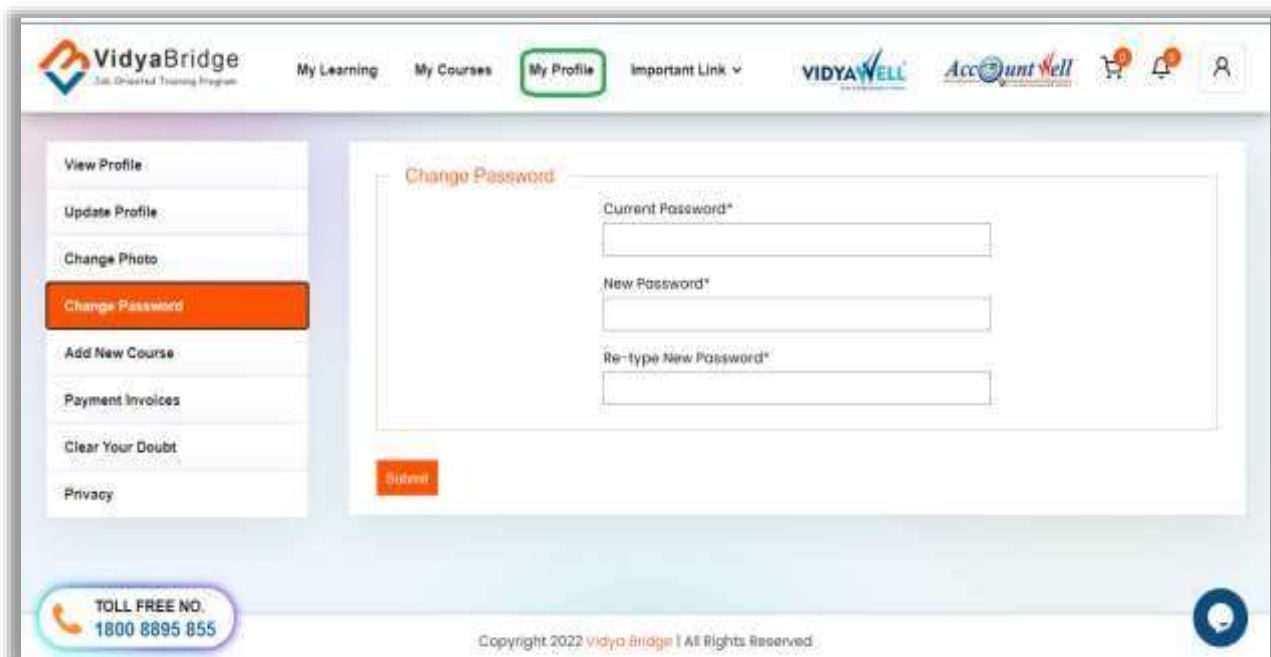 VidyaBridge
Job Oriented Training Program
My Learning
My Courses
My Profile
Important Link
VIDYAWELL
AccountWell
0
0
View Profile
Update Profile
Change Photo
Change Password
Add New Course
Payment Invoices
Clear Your Doubt
Privacy
Change Password
Current Password*
New Password*
Re-type New Password*
Submit
TOLL FREE NO.
1800 8895 855
Copyright 2022 Vidya Bridge | All Rights Reserved